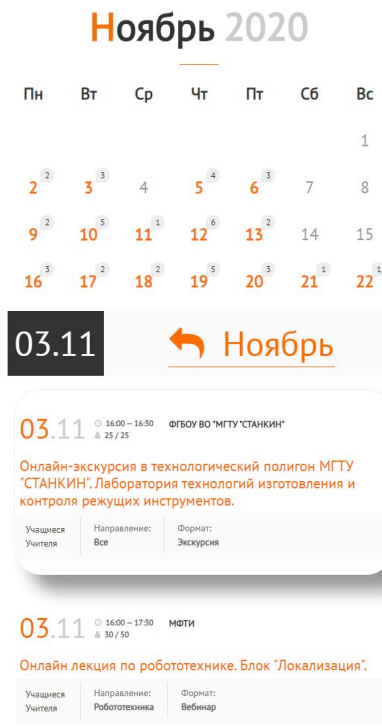 Ноябрь 2020
Пн Вт Ср Чт Пт Сб Вс
1
2 2 3 3 4 5 4 6 3 7 8
9 2 10 5 11 1 12 6 13 2 14 15
16 3 17 2 18 2 19 5 20 3 21 1 22 1
03.11 Ноябрь
03.11 16:00 — 16:30 ФГБОУ ВО "МГТУ "СТАНКИН"
25 / 25
Онлайн-экскурсия в технологический полигон МГТУ
"СТАНКИН". Лаборатория технологий изготовления и
контроля режущих инструментов.
Учащиеся Направление: Формат:
Учителя Все Экскурсия
03.11 16:00 — 17:30 МФТИ
30 / 50
Онлайн лекция по робототехнике. Блок "Локализация".
Учащиеся Направление: Формат:
Учителя Робототехника Вебинар